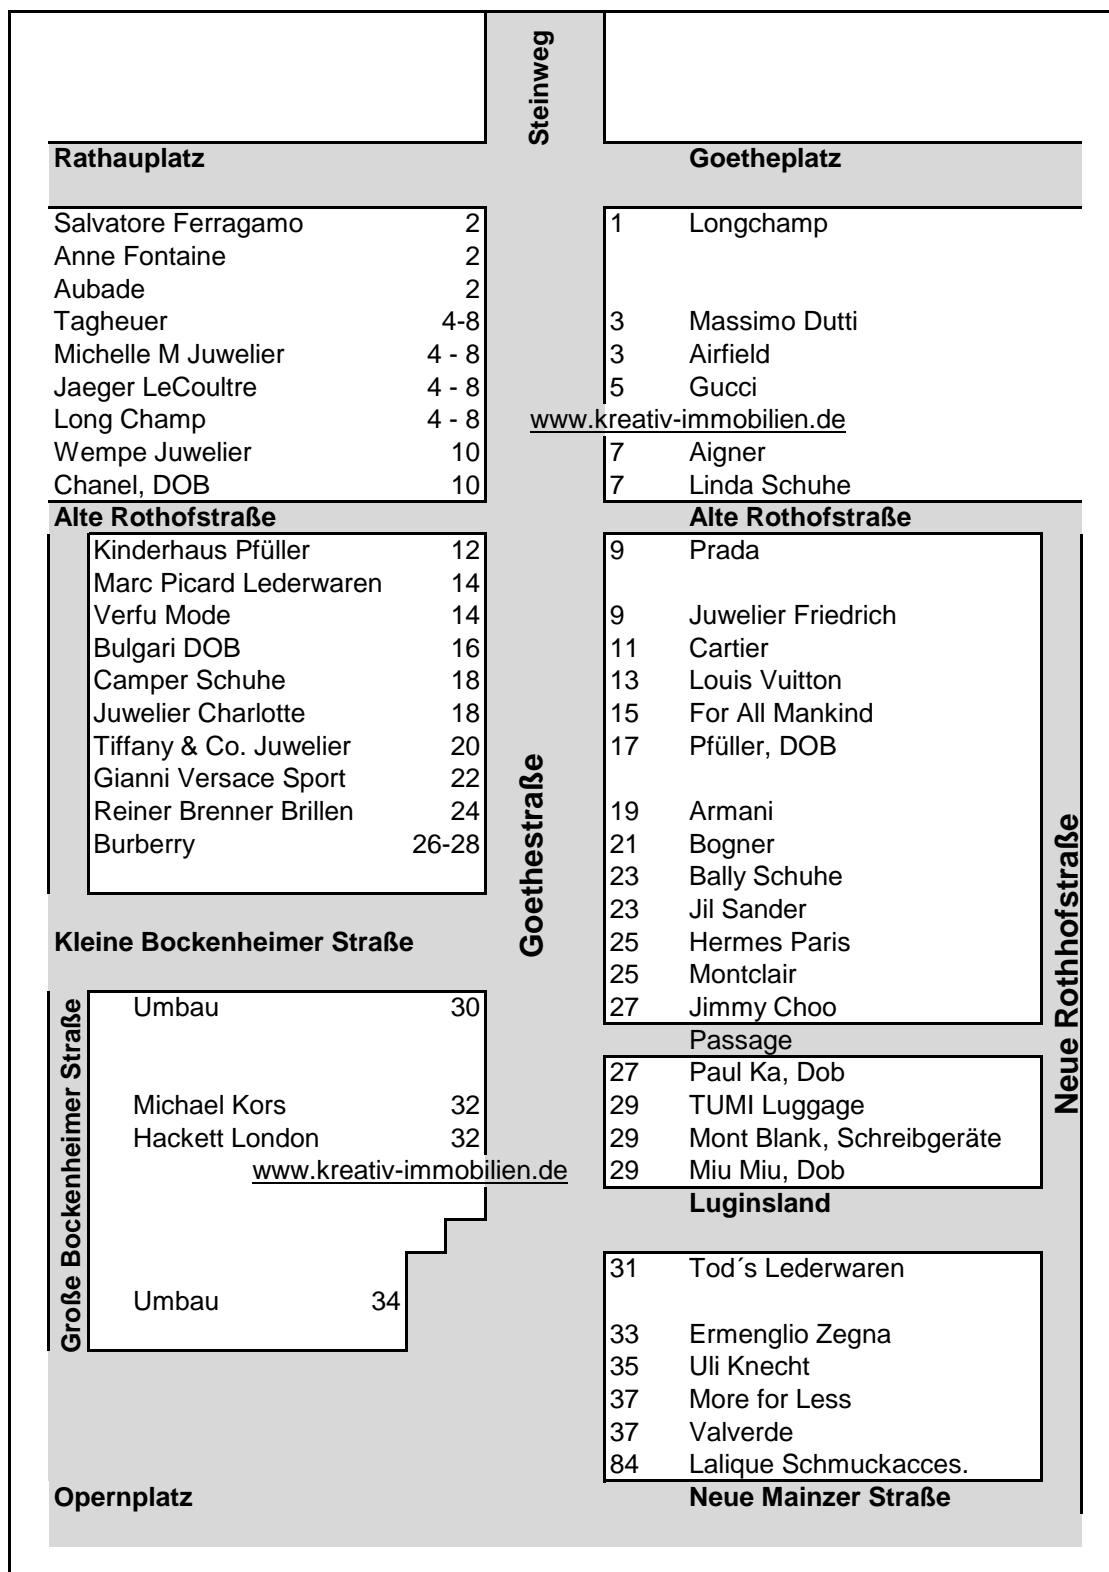 Steinweg
Rathauplatz Goetheplatz
Salvatore Ferragamo 2 1 Longchamp
Anne Fontaine 2
Aubade 2
Tagheuer 4-8 3 Massimo Dutti
Michelle M Juwelier 4 - 8 3 Airfield
Jaeger LeCoultre 4 - 8 5 Gucci
Long Champ 4 - 8 www.kreativ-immobilien.de
Wempe Juwelier 10 7 Aigner
Chanel, DOB 10 7 Linda Schuhe
Alte Rothofstraße Alte Rothofstraße
Kinderhaus Pfüller 12 9 Prada
Marc Picard Lederwaren 14
Verfu Mode 14 9 Juwelier Friedrich
Bulgari DOB 16 11 Cartier
Camper Schuhe 18 13 Louis Vuitton
Juwelier Charlotte 18 15 For All Mankind
Tiffany & Co. Juwelier 20 17 Pfüller, DOB
Gianni Versace Sport 22
Reiner Brenner Brillen 24 19 Armani
Burberry 26-28 21 Bogner
23 Bally Schuhe
Goethestraße
23 Jil Sander
Kleine Bockenheimer Straße 25 Hermes Paris
25 Montclair
Neue Rothhofstraße
Umbau 30 27 Jimmy Choo
Passage
27 Paul Ka, Dob
Michael Kors 32 29 TUMI Luggage
Hackett London 32 29 Mont Blank, Schreibgeräte
www.kreativ-immobilien.de 29 Miu Miu, Dob
Luginsland
Große Bockenheimer Straße
31 Tod´s Lederwaren
Umbau 34
33 Ermenglio Zegna
35 Uli Knecht
37 More for Less
37 Valverde
84 Lalique Schmuckacces.
Opernplatz Neue Mainzer Straße